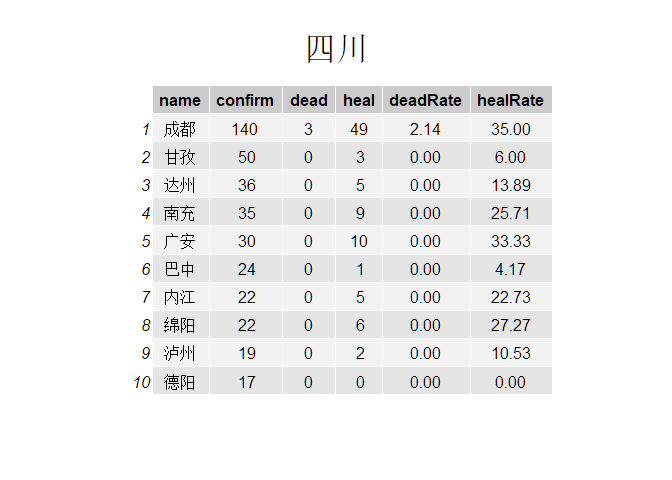 四川
name confirm dead heal deadRate healRate
1 成都 140 3 49 2.14 35.00
2 甘孜 50 0 3 0.00 6.00
3 达州 36 0 5 0.00 13.89
4 南充 35 0 9 0.00 25.71
5 广安 30 0 10 0.00 33.33
6 巴中 24 0 1 0.00 4.17
7 内江 22 0 5 0.00 22.73
8 绵阳 22 0 6 0.00 27.27
9 泸州 19 0 2 0.00 10.53
10 德阳 17 0 0 0.00 0.00